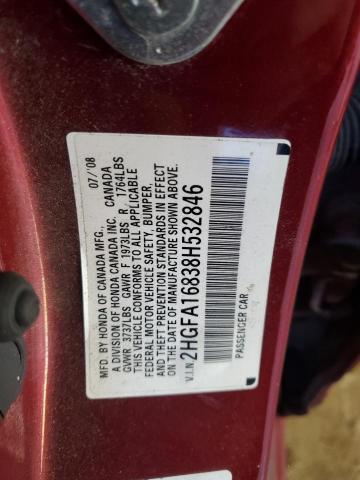 MFD. BY HONDA OF CANADA MFG., 07/'08
A DIVISION OF HONDA CANADA INC. CANADA
GVWR 3737LBS GAWR F 1973LBS R 1764LBS
THIS VEHICLE CONFORMS TO ALL APPLICABLE
FEDERAL MOTOR VEHICLE SAFETY, BUMPER,
AND THEFT PREVENTION STANDARDS IN EFFECT
ON THE DATE OF MANUFACTURE SHOWN ABOVE.
V.I.N. 2HGFA16838H532846
PASSENGER CAR